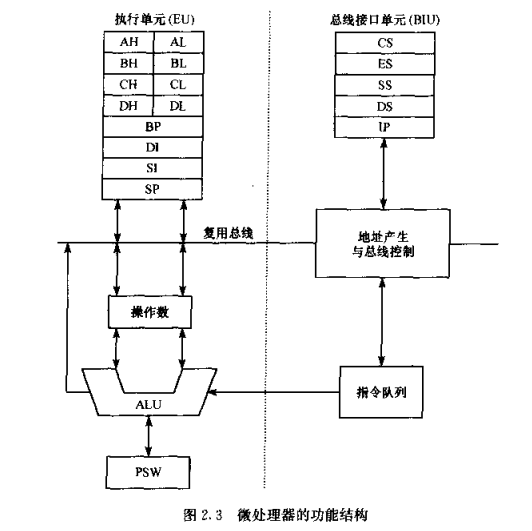 执行单元(EU)
AH AL
BH BL
CH CL
DH DL
BP
DI
SI
SP
总线接口单元(BIU)
CS
ES
SS
DS
IP
复用总线
地址产生
与总线控制
操作数
ALU
指令队列
PSW
图 2.3 微处理器的功能结构